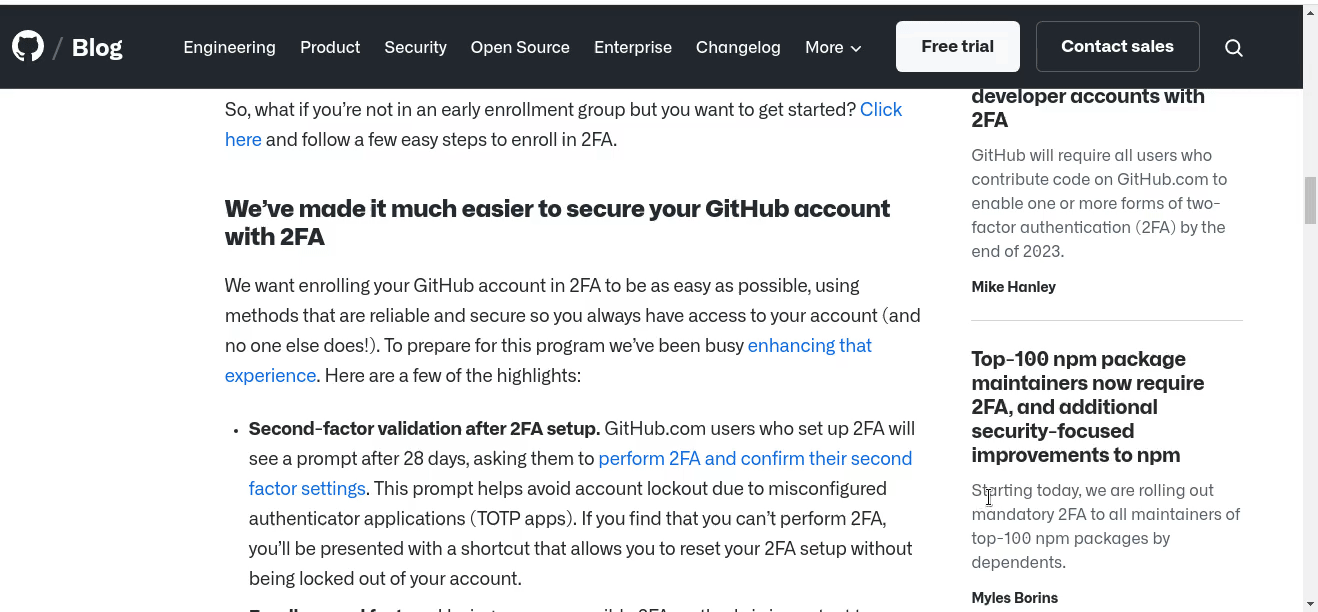 / Blog
Engineering Product Security Open Source Enterprise Changelog More Free trial Contact sales
So, what if you’re not in an early enrollment group but you want to get started? Click
here and follow a few easy steps to enroll in 2FA.
We’ve made it much easier to secure your GitHub account
with 2FA
We want enrolling your GitHub account in 2FA to be as easy as possible, using
methods that are reliable and secure so you always have access to your account (and
no one else does!). To prepare for this program we’ve been busy enhancing that
experience. Here are a few of the highlights:
• Second-factor validation after 2FA setup. GitHub.com users who set up 2FA will
see a prompt after 28 days, asking them to perform 2FA and confirm their second
factor settings. This prompt helps avoid account lockout due to misconfigured
authenticator applications (TOTP apps). If you find that you can’t perform 2FA,
you’ll be presented with a shortcut that allows you to reset your 2FA setup without
being locked out of your account.
developer accounts with
2FA
GitHub will require all users who
contribute code on GitHub.com to
enable one or more forms of two-
factor authentication (2FA) by the
end of 2023.
Mike Hanley
Top-100 npm package
maintainers now require
2FA, and additional
security-focused
improvements to npm
Starting today, we are rolling out
mandatory 2FA to all maintainers of
top-100 npm packages by
dependents.
Myles Borins